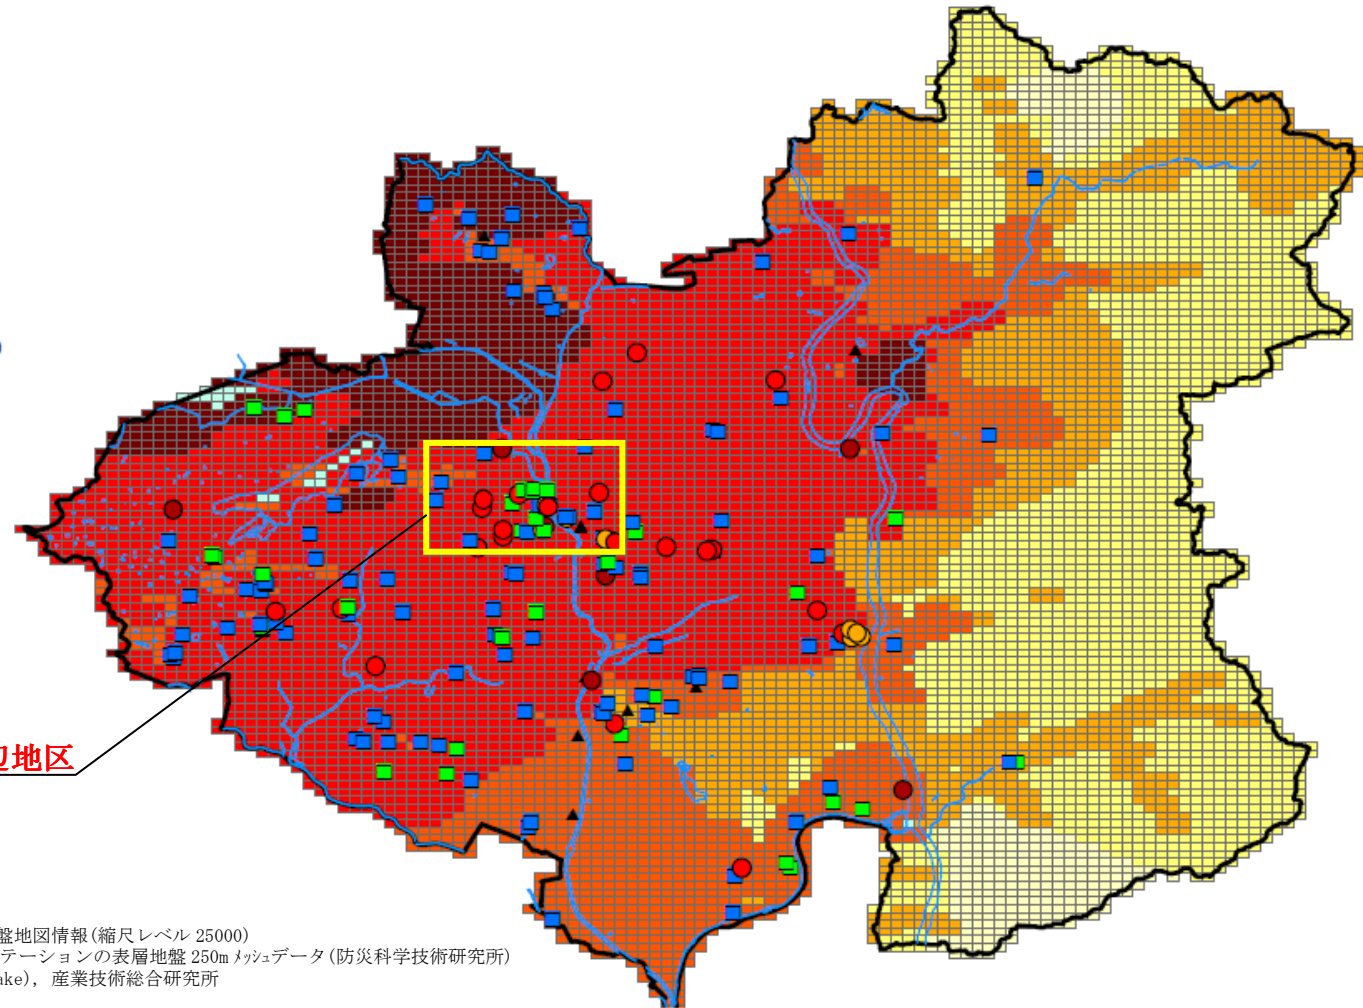 辺地区
盤地図情報(縮尺レベル 25000)
テーションの表層地盤 250m メッシュデータ(防災科学技術研究所)
ake), 産業技術総合研究所